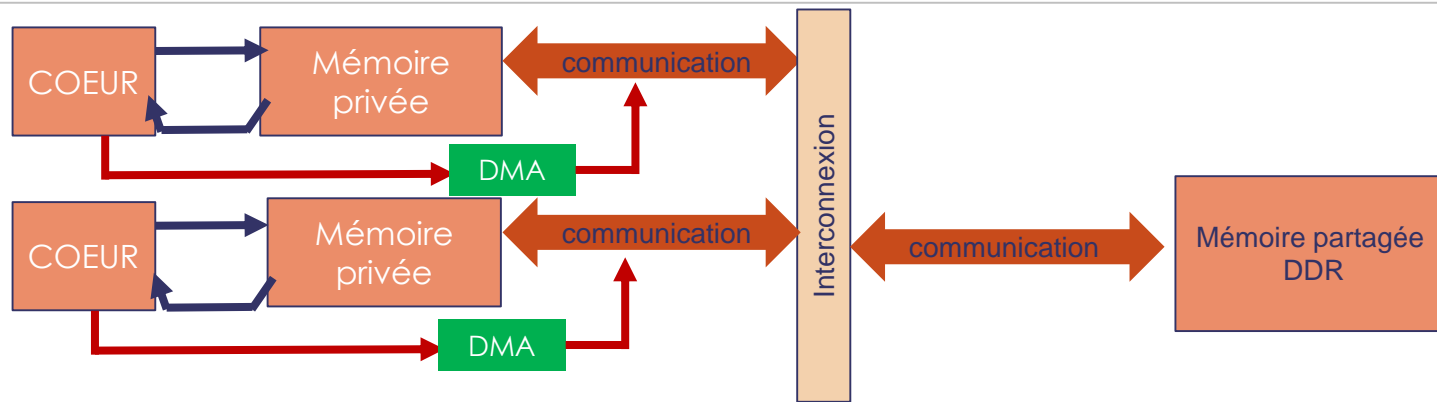 COEUR
Mémoire
privée
communication
DMA
COEUR
Mémoire
privée
communication
DMA
Interconnexion
communication
Mémoire partagée
DDR